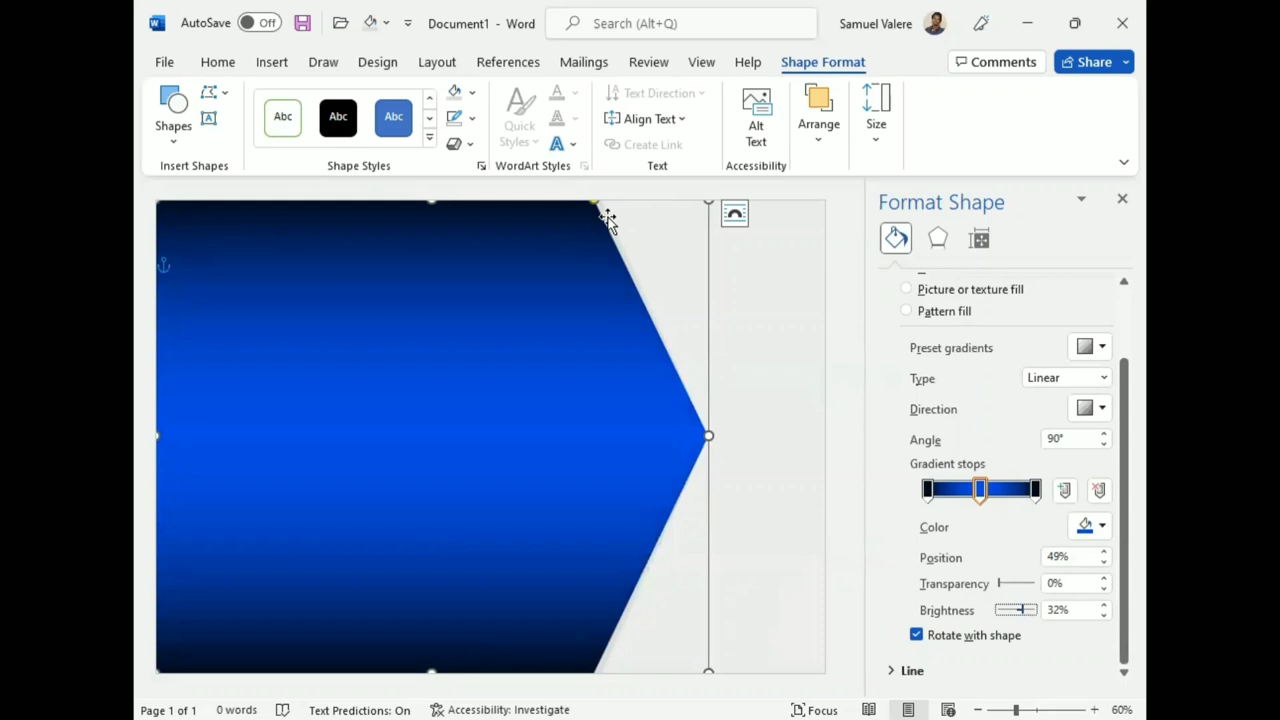 AutoSave Off Document1 - Word Search (Alt+Q) Samuel Valere
File Home Insert Draw Design Layout References Mailings Review View Help Shape Format Comments Share
Shapes
Insert Shapes
Abc Abc Abc
Shape Styles
Quick
Styles
WordArt Styles
Text Direction
Align Text
Create Link
Text
Alt
Text
Accessibility
Arrange
Size
Format Shape
Picture or texture fill
Pattern fill
Preset gradients
Type Linear
Direction
Angle 90°
Gradient stops
Color
Position 49%
Transparency 0%
Brightness 32%
Rotate with shape
Line
Page 1 of 1 0 words Text Predictions: On Accessibility: Investigate Focus 60%